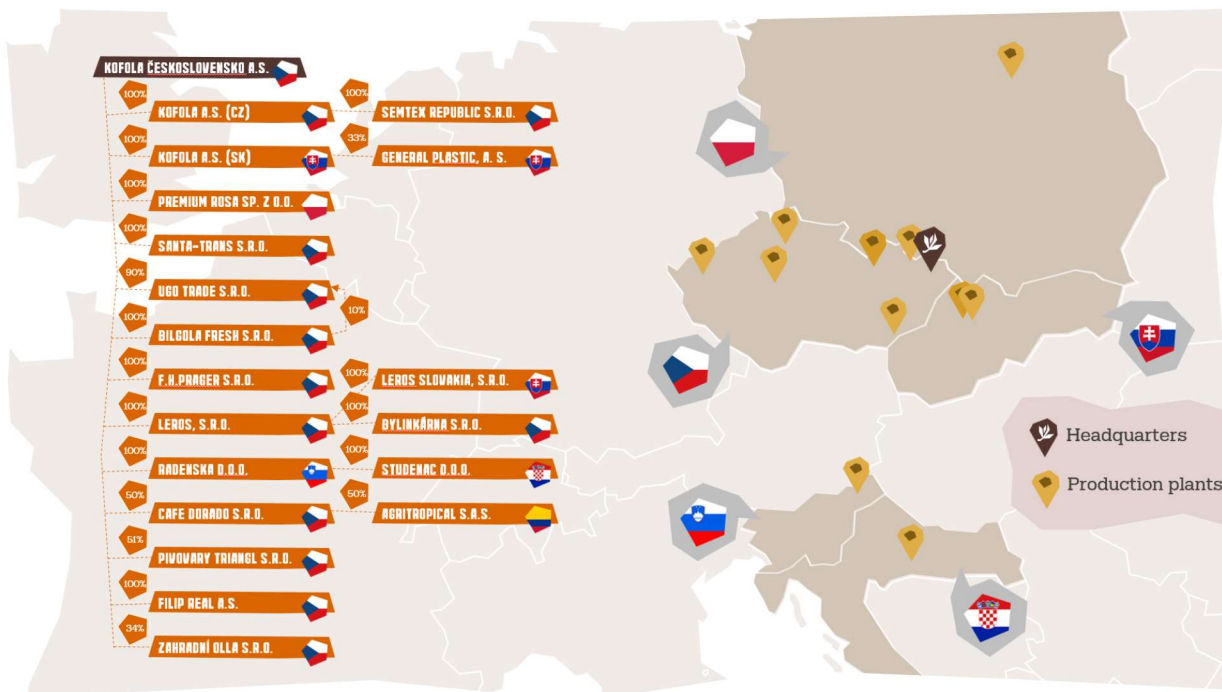 KOFOLA ČESKOSLOVENSKO A.S.
100%
KOFOLA A.S. (CZ)
100%
SEMTEX REPUBLIC S.R.O.
100%
KOFOLA A.S. (SK)
33%
GENERAL PLASTIC, A. S.
100%
PREMIUM ROSA SP. Z O.O.
100%
SANTA-TRANS S.R.O.
90%
UGO TRADE S.R.O.
10%
100%
BILGOLA FRESH S.R.O.
100%
F.H.PRAGER S.R.O.
100%
LEROS SLOVAKIA, S.R.O.
100%
LEROS, S.R.O.
100%
BYLINKÁRNA S.R.O.
100%
RADENSKA D.O.O.
100%
STUDENAC D.O.O.
50%
CAFE DORADO S.R.O.
50%
AGRITROPICAL S.A.S.
51%
PIVOVARY TRIANGL S.R.O.
100%
FILIP REAL A.S.
34%
ZAHRADNÍ OLLA S.R.O.
Headquarters
Production plants